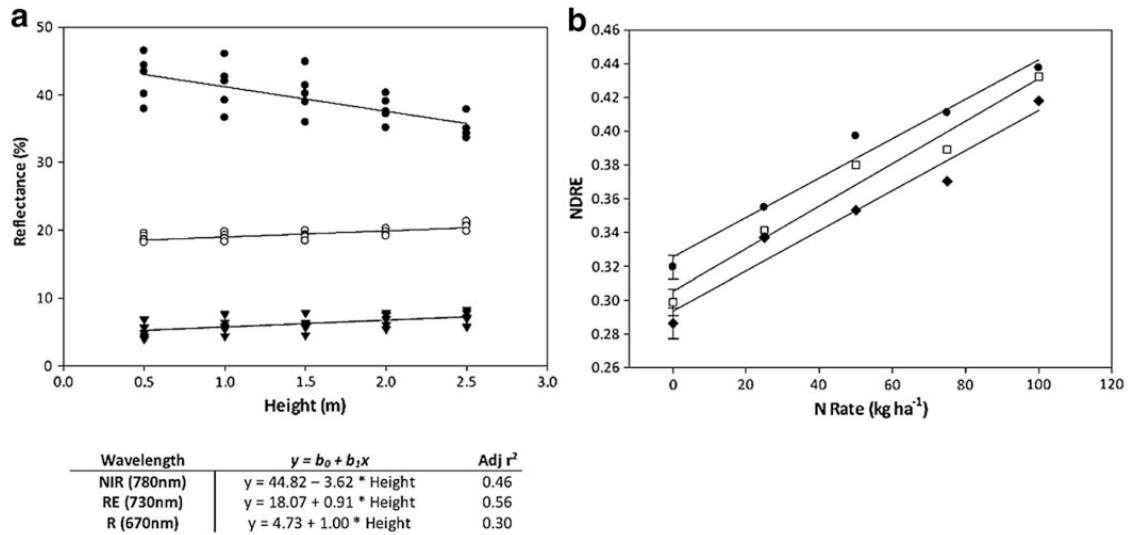 a
50
40
30
20
10
0
Reflectance (%)
0.0 0.5 1.0 1.5 2.0 2.5 3.0
Height (m)
b
0.46
0.44
0.42
0.40
0.38
0.36
0.34
0.32
0.30
0.28
0.26
NDRE
0 20 40 60 80 100 120
N Rate (kg ha⁻¹)
Wavelength y = b₀ + b₁x Adj r²
NIR (780nm) y = 44.82 – 3.62 * Height 0.46
RE (730nm) y = 18.07 + 0.91 * Height 0.56
R (670nm) y = 4.73 + 1.00 * Height 0.30